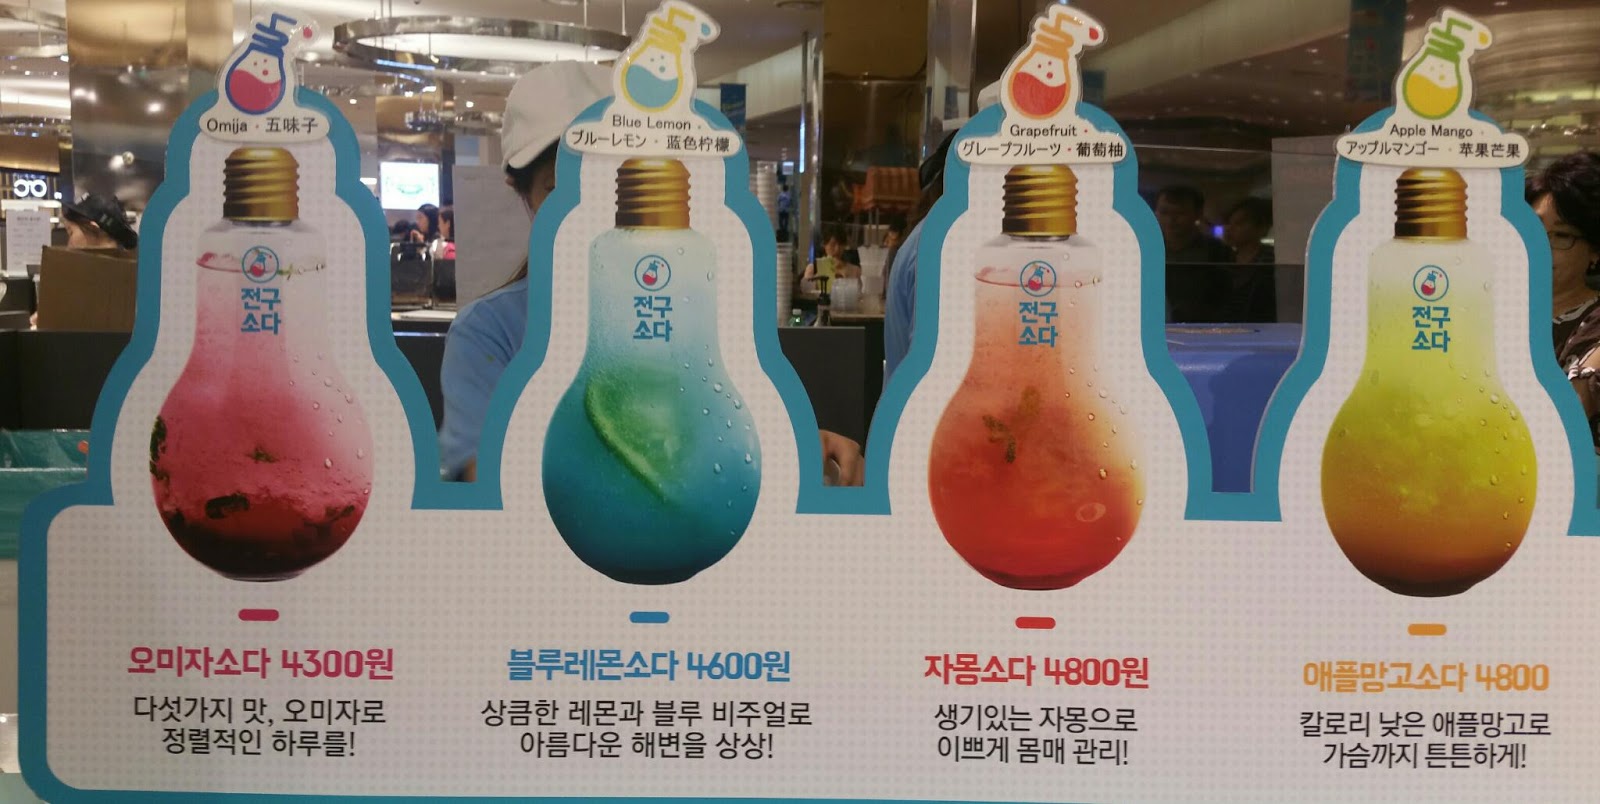 Omija · 五味子
Blue Lemon ·
ブルーレモン · 蓝色柠檬
Grapefruit ·
グレープフルーツ · 葡萄柚
Apple Mango ·
アップルマンゴー · 苹果芒果
전구
소다
전구
소다
전구
소다
전구
소다
오미자소다 4300원
다섯가지 맛, 오미자로
정렬적인 하루를!
블루레몬소다 4600원
상큼한 레몬과 블루 비주얼로
아름다운 해변을 상상!
자몽소다 4800원
생기있는 자몽으로
이쁘게 몸매 관리!
애플망고소다 4800
칼로리 낮은 애플망고로
가슴까지 튼튼하게!